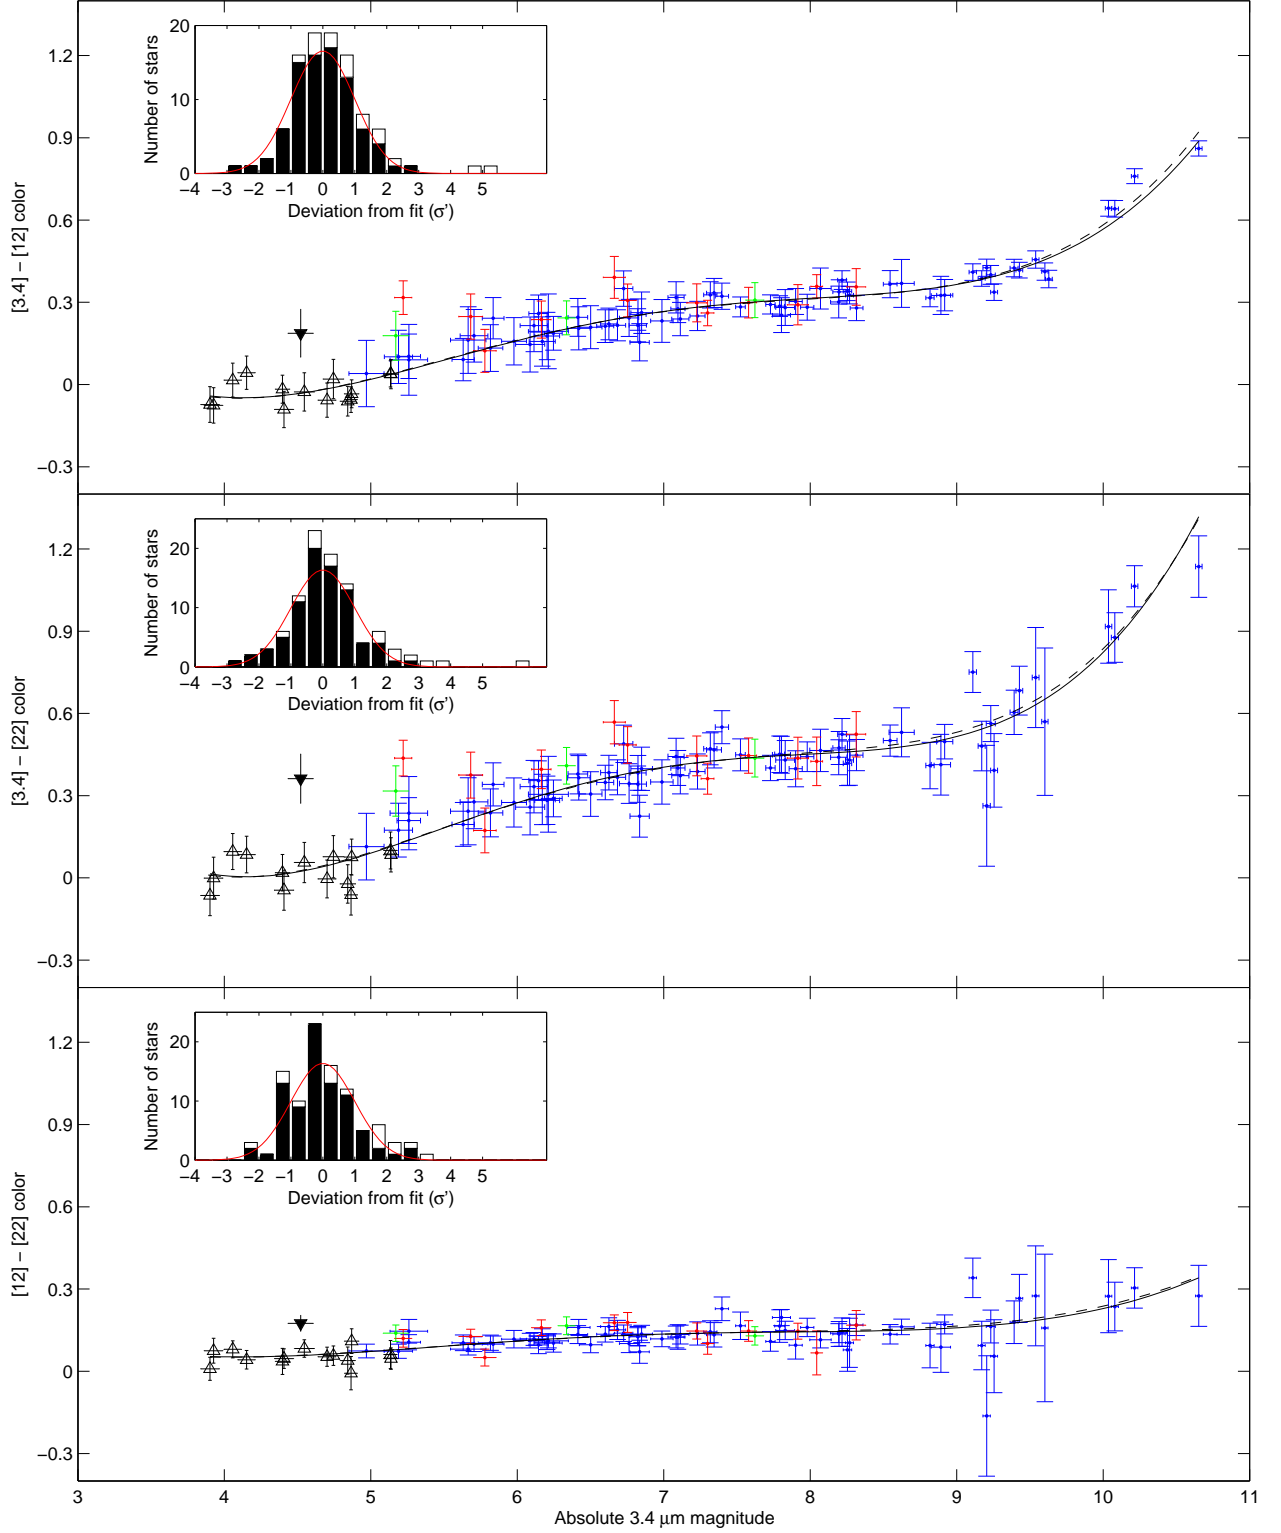 1.2
0.9
0.6
0.3
0
−0.3
[3.4] − [12] color
20
10
0
Number of stars
−4 −3 −2 −1 0 1 2 3 4 5
Deviation from fit (σ')
1.2
0.9
0.6
0.3
0
−0.3
[3.4] − [22] color
20
10
0
Number of stars
−4 −3 −2 −1 0 1 2 3 4 5
Deviation from fit (σ')
1.2
0.9
0.6
0.3
0
−0.3
[12] − [22] color
20
10
0
Number of stars
−4 −3 −2 −1 0 1 2 3 4 5
Deviation from fit (σ')
3 4 5 6 7 8 9 10 11
Absolute 3.4 μm magnitude